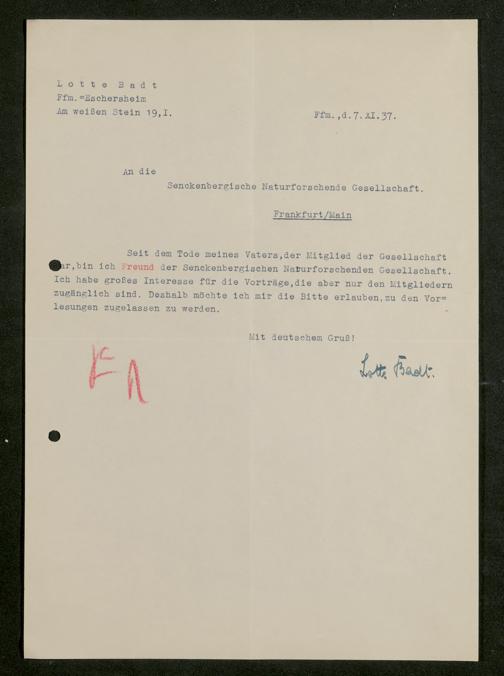 Lotte Badt
Ffm.=Eschersheim
Am weißen Stein 19,I.
Ffm.,d.7.XI.37.
An die
Senckenbergische Naturforschende Gesellschaft.
Frankfurt/Main
Seit dem Tode meines Vaters,der Mitglied der Gesellschaft
war,bin ich Freund der Senckenbergischen Naturforschenden Gesellschaft.
Ich habe großes Interesse für die Vorträge,die aber nur den Mitgliedern
zugänglich sind. Deshalb möchte ich mir die Bitte erlauben,zu den Vor=
lesungen zugelassen zu werden.
Mit deutschem Gruß!
Lotte Badt.